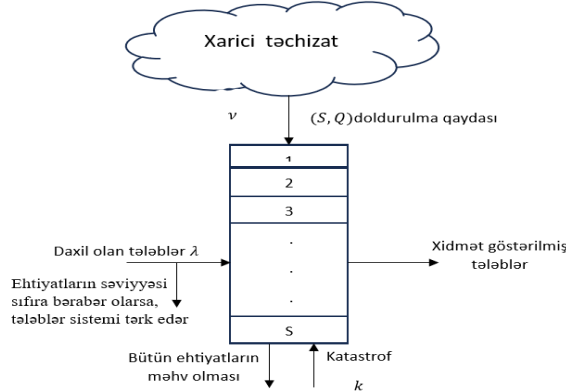 Xarici təchizat
ν
(S, Q)doldurulma qaydası
1
2
3
.
.
.
S
Daxil olan tələblər λ
Xidmət göstərilmiş
tələblər
Ehtiyatların səviyyəsi
sıfıra bərabər olarsa,
tələblər sistemi tərk edər
Bütün ehtiyatların
məhv olması
Katastrof
k